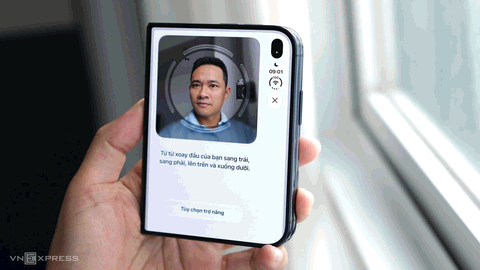 09:01
Từ từ xoay đầu của bạn sang trái,
sang phải, lên trên và xuống dưới.
Tùy chọn trợ năng
VNEXPRESS